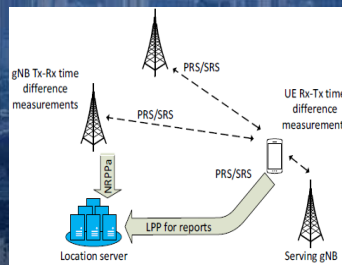 gNB Tx-Rx time
difference
measurements
PRS/SRS
PRS/SRS
UE Rx-Tx time
difference
measurement
PRS/SRS
NRPPa
LPP for reports
Location server
Serving gNB